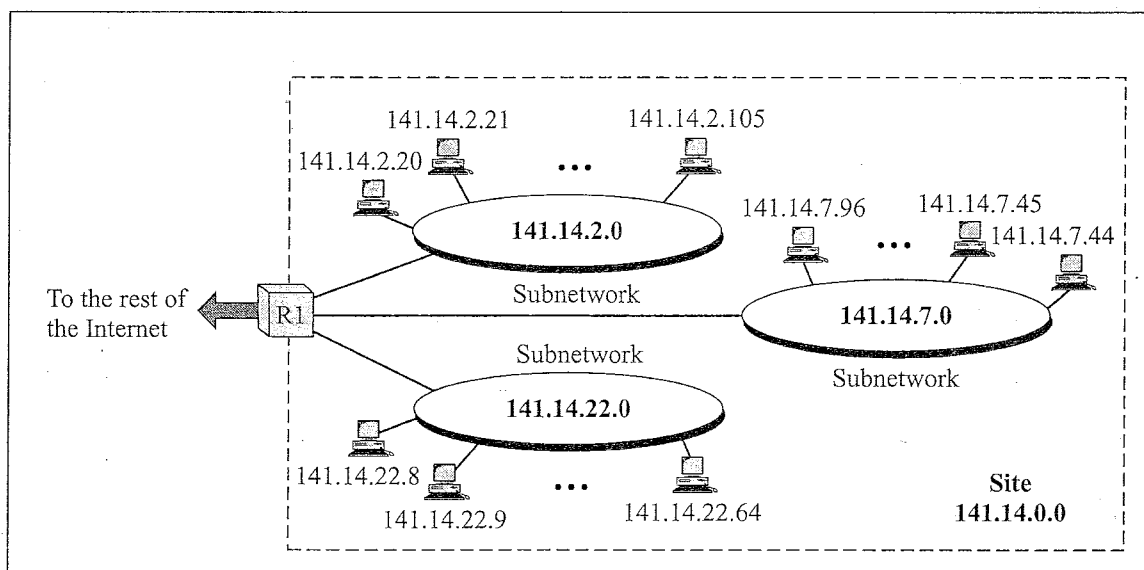 141.14.2.21
141.14.2.105
141.14.2.20
141.14.7.96
141.14.7.45
141.14.7.44
141.14.2.0
Subnetwork
To the rest of
the Internet
R1
141.14.7.0
Subnetwork
Subnetwork
141.14.22.0
141.14.22.8
141.14.22.9
141.14.22.64
Site
141.14.0.0